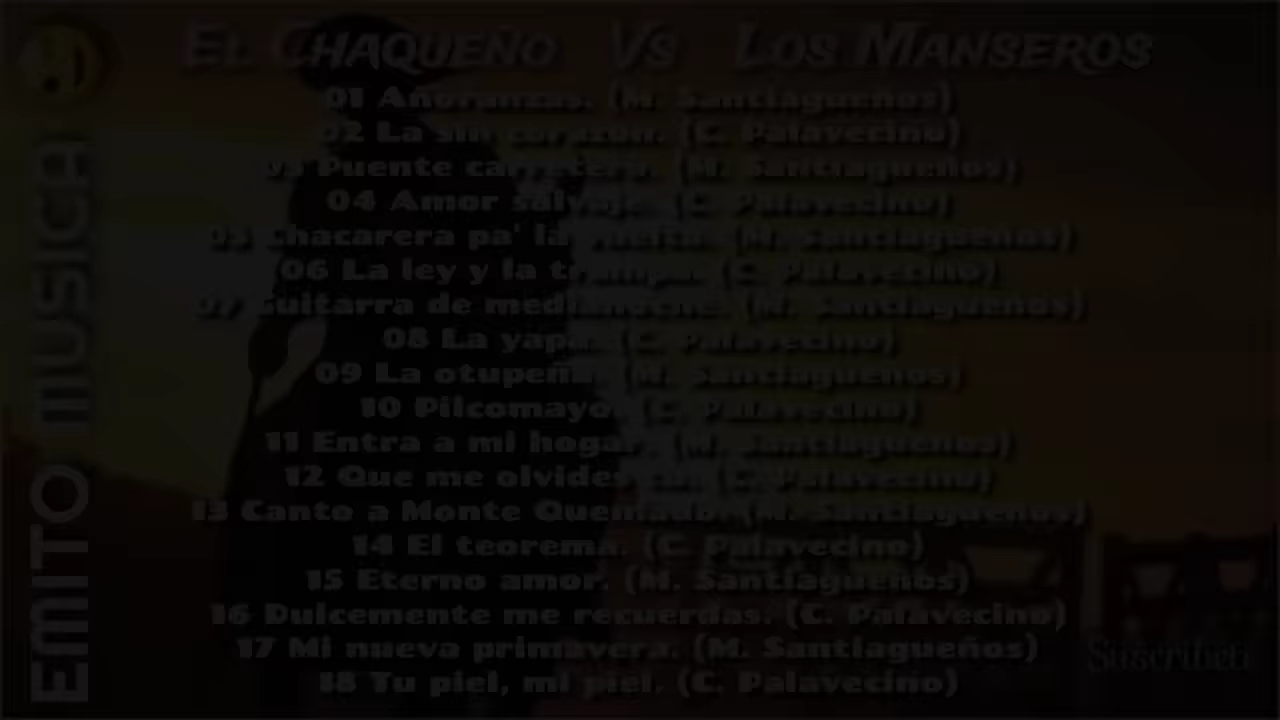 El Chaqueño Vs Los Manseros
01 Añoranzas. (M. Santiagueños)
02 La sin corazón. (C. Palavecino)
03 Puente carretero. (M. Santiagueños)
04 Amor salvaje. (C. Palavecino)
05 Chacarera pa' la vuelta. (M. Santiagueños)
06 La ley y la trampa. (C. Palavecino)
07 Guitarra de medianoche. (M. Santiagueños)
08 La yapa. (C. Palavecino)
09 La otupeña. (M. Santiagueños)
10 Pilcomayo. (C. Palavecino)
11 Entra a mi hogar. (M. Santiagueños)
12 Que me olvides tú. (C. Palavecino)
13 Canto a Monte Quemado. (M. Santiagueños)
14 El teorema. (C. Palavecino)
15 Eterno amor. (M. Santiagueños)
16 Dulcemente me recuerdas. (C. Palavecino)
17 Mi nueva primavera. (M. Santiagueños)
18 Tu piel, mi piel. (C. Palavecino)
EMITO MUSICA